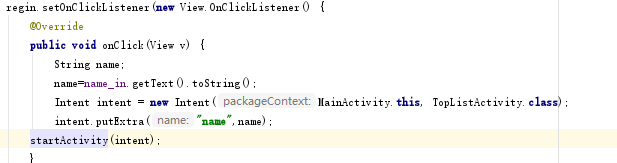 regin.setOnClickListener(new View.OnClickListener() {
@Override
public void onClick(View v) {
String name;
name=name_in.getText().toString();
Intent intent = new Intent( packageContext: MainActivity.this, TopListActivity.class);
intent.putExtra( name: "name",name);
startActivity(intent);
}